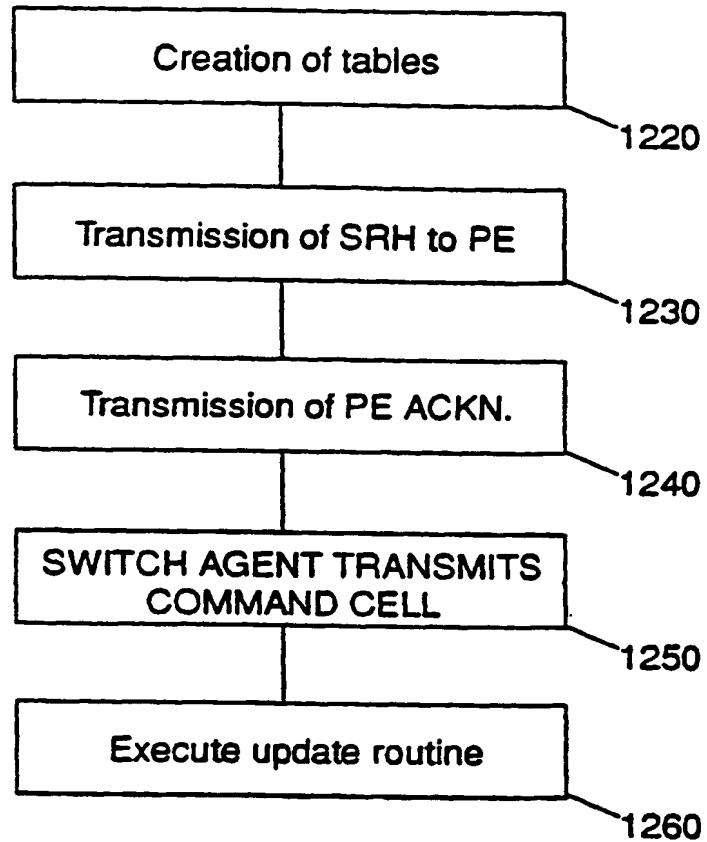 Creation of tables
1220
Transmission of SRH to PE
1230
Transmission of PE ACKN.
1240
SWITCH AGENT TRANSMITS
COMMAND CELL
1250
Execute update routine
1260